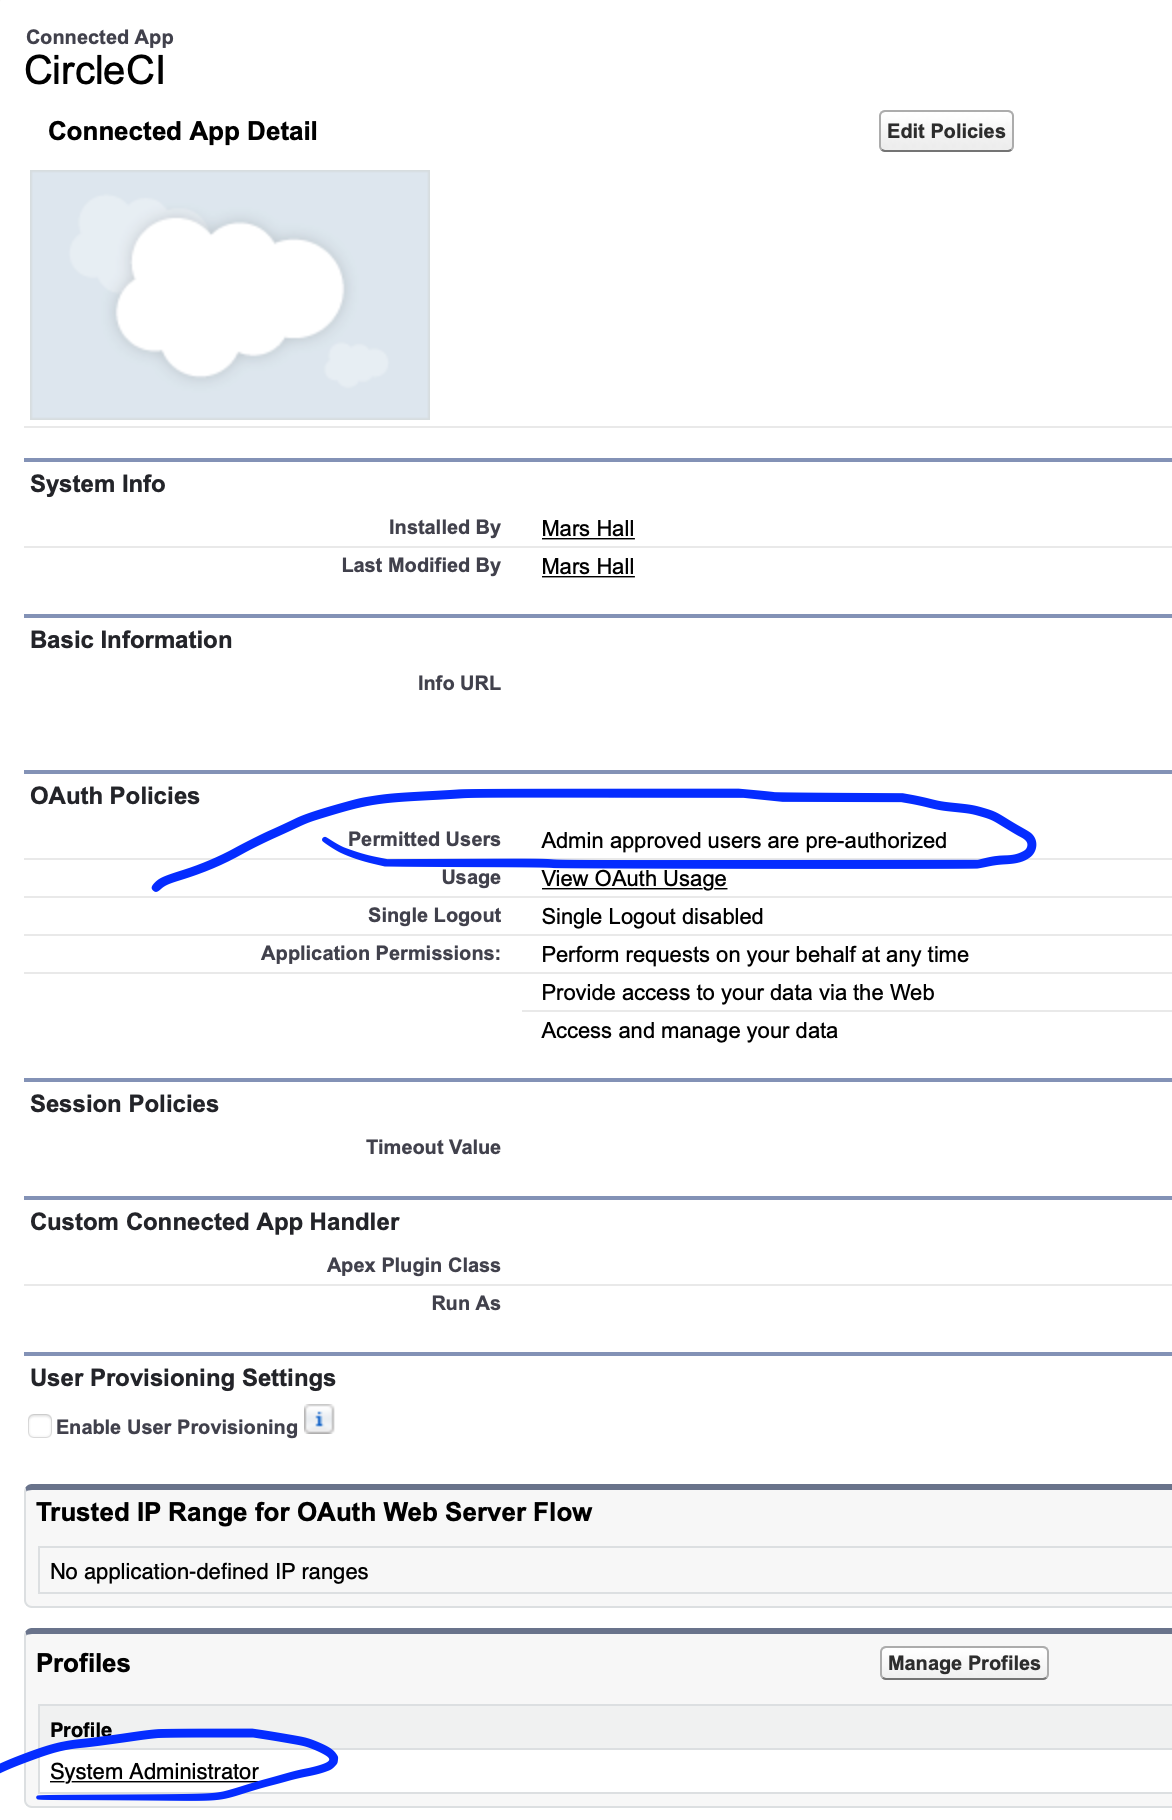 Connected App
CircleCI
Connected App Detail
Edit Policies
System Info
Installed By Mars Hall
Last Modified By Mars Hall
Basic Information
Info URL
OAuth Policies
Permitted Users Admin approved users are pre-authorized
Usage View OAuth Usage
Single Logout Single Logout disabled
Application Permissions: Perform requests on your behalf at any time
Provide access to your data via the Web
Access and manage your data
Session Policies
Timeout Value
Custom Connected App Handler
Apex Plugin Class
Run As
User Provisioning Settings
Enable User Provisioning i
Trusted IP Range for OAuth Web Server Flow
No application-defined IP ranges
Profiles
Manage Profiles
Profile
System Administrator